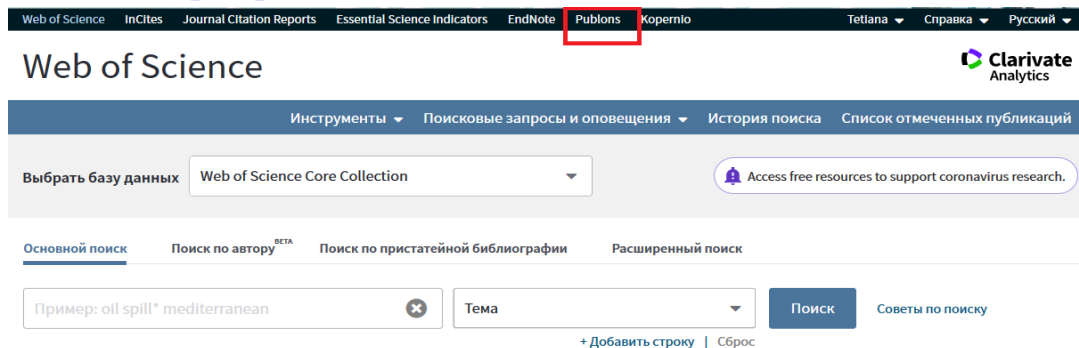 Web of Science InCites Journal Citation Reports Essential Science Indicators EndNote Publons Kopernio Tetiana Справка Русский
Web of Science
Clarivate
Analytics
Инструменты Поисковые запросы и оповещения История поиска Список отмеченных публикаций
Выбрать базу данных Web of Science Core Collection Access free resources to support coronavirus research.
Основной поиск Поиск по автору BETA Поиск по пристатейной библиографии Расширенный поиск
Пример: oil spill* mediterranean Тема Поиск Советы по поиску
+ Добавить строку | Сброс